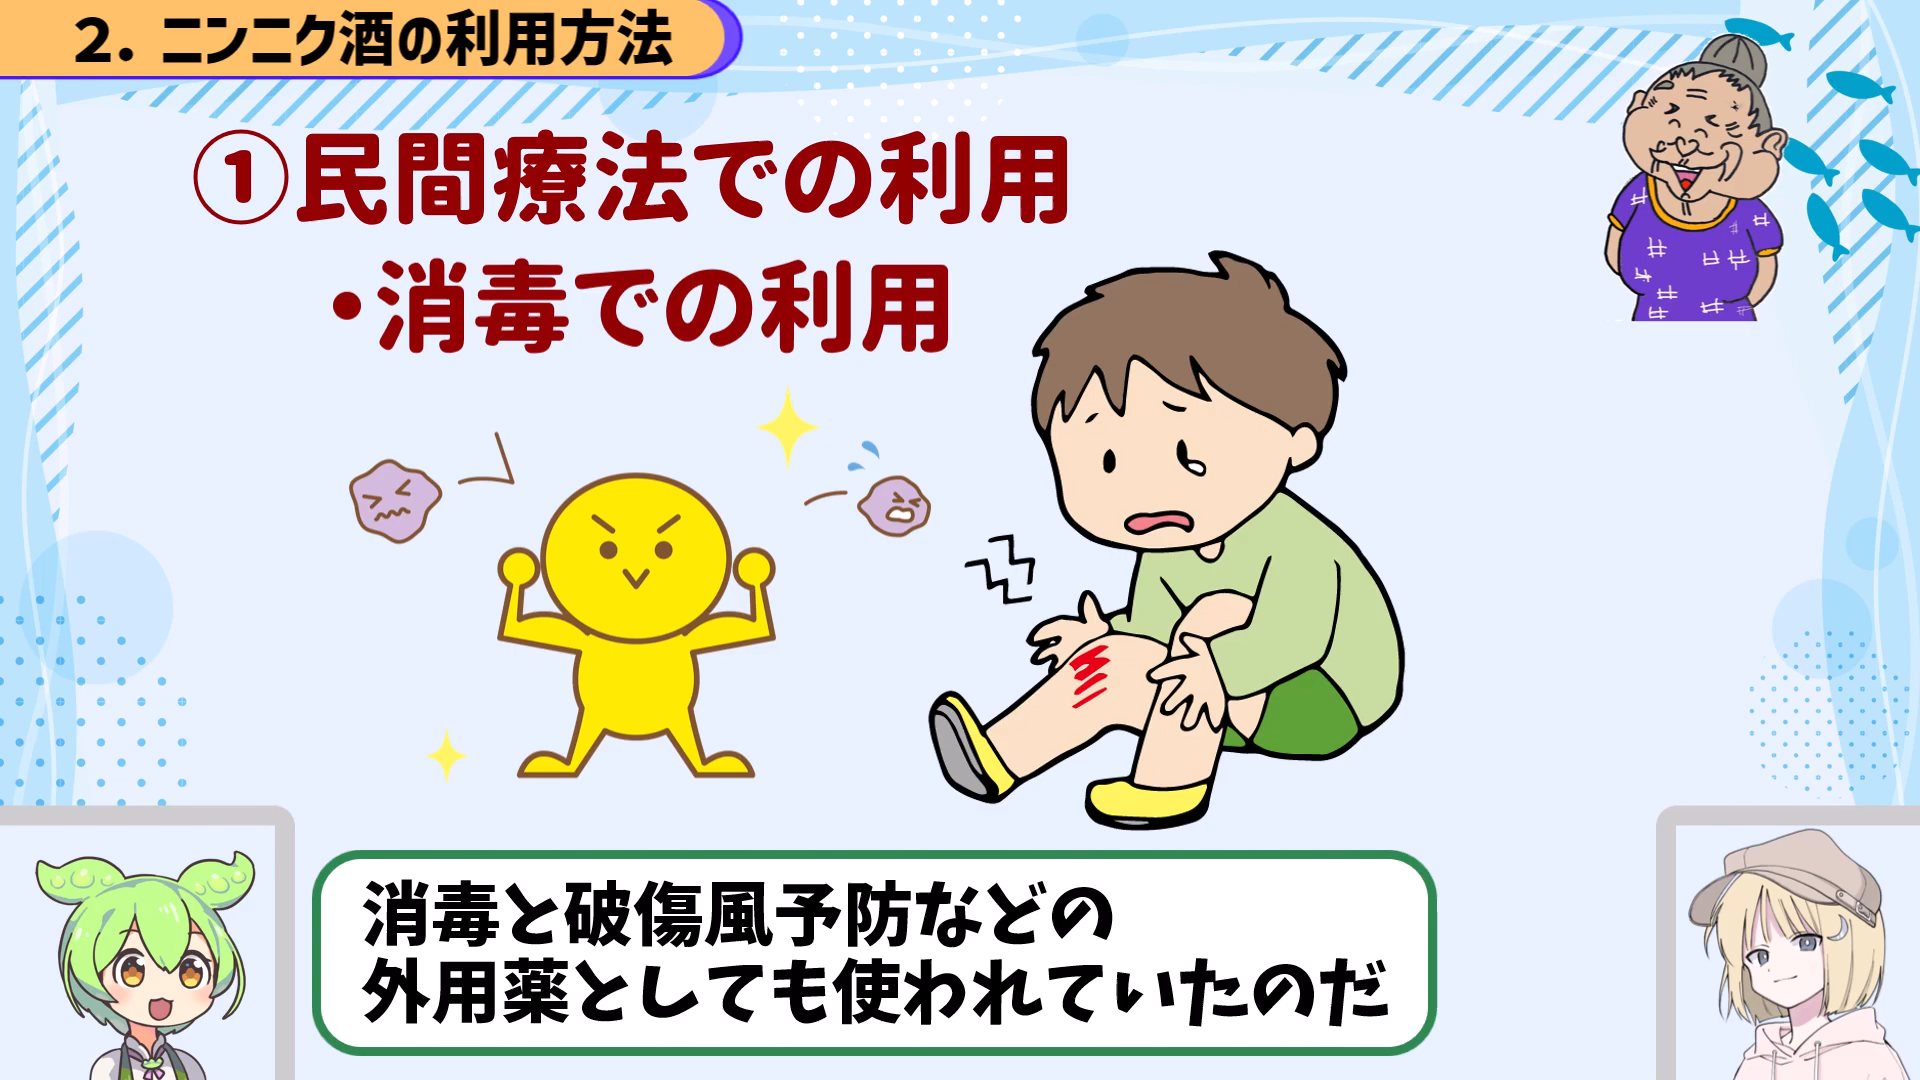 2. ニンニク酒の利用方法
①民間療法での利用
・消毒での利用
消毒と破傷風予防などの
外用薬としても使われていたのだ